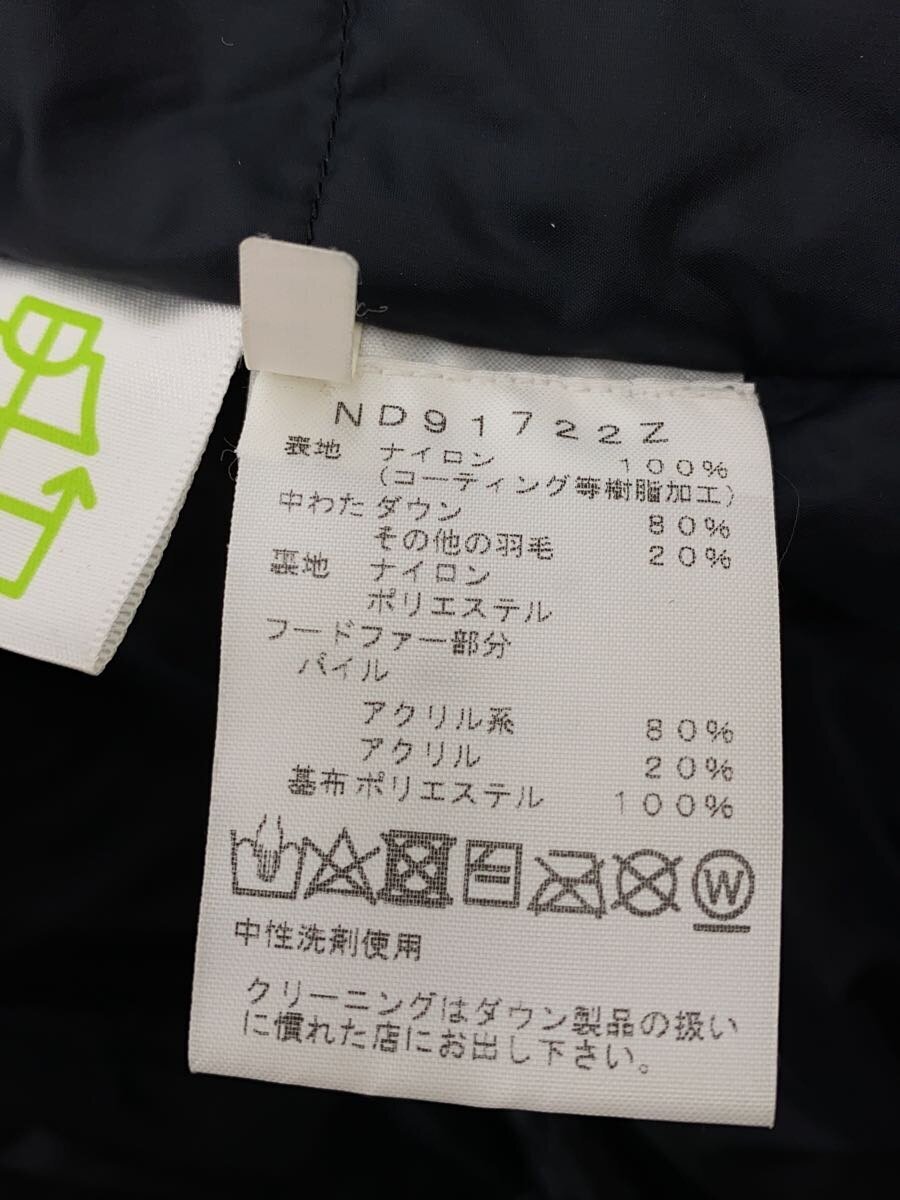 ND91722Z
表地 ナイロン 100%
(コーティング等樹脂加工)
中わた ダウン 80%
その他の羽毛 20%
裏地 ナイロン
ポリエステル
フードファー部分
パイル
アクリル系 80%
アクリル 20%
基布 ポリエステル 100%
W
中性洗剤使用
クリーニングはダウン製品の扱い
に慣れた店にお出し下さい。